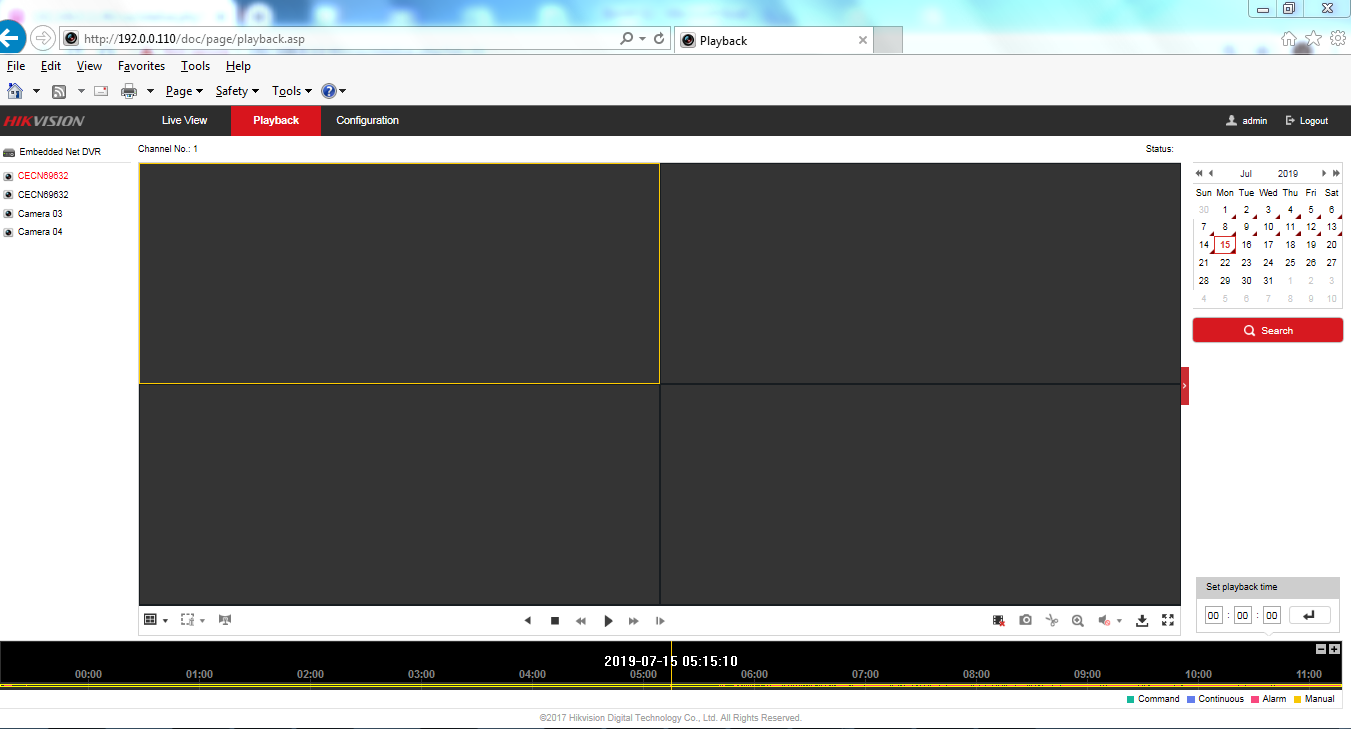 http://192.0.0.110/doc/page/playback.asp
Playback
File Edit View Favorites Tools Help
Page Safety Tools
HIKVISION Live View Playback Configuration admin Logout
Embedded Net DVR
Channel No.: 1
Status:
CECN69632
CECN69632
Camera 03
Camera 04
Jul 2019
Sun Mon Tue Wed Thu Fri Sat
30 1 2 3 4 5 6
7 8 9 10 11 12 13
14 15 16 17 18 19 20
21 22 23 24 25 26 27
28 29 30 31 1 2 3
4 5 6 7 8 9 10
Search
Set playback time
00 : 00 : 00
2019-07-15 05:15:10
00:00 01:00 02:00 03:00 04:00 05:00 06:00 07:00 08:00 09:00 10:00 11:00
Command Continuous Alarm Manual
©2017 Hikvision Digital Technology Co., Ltd. All Rights Reserved.